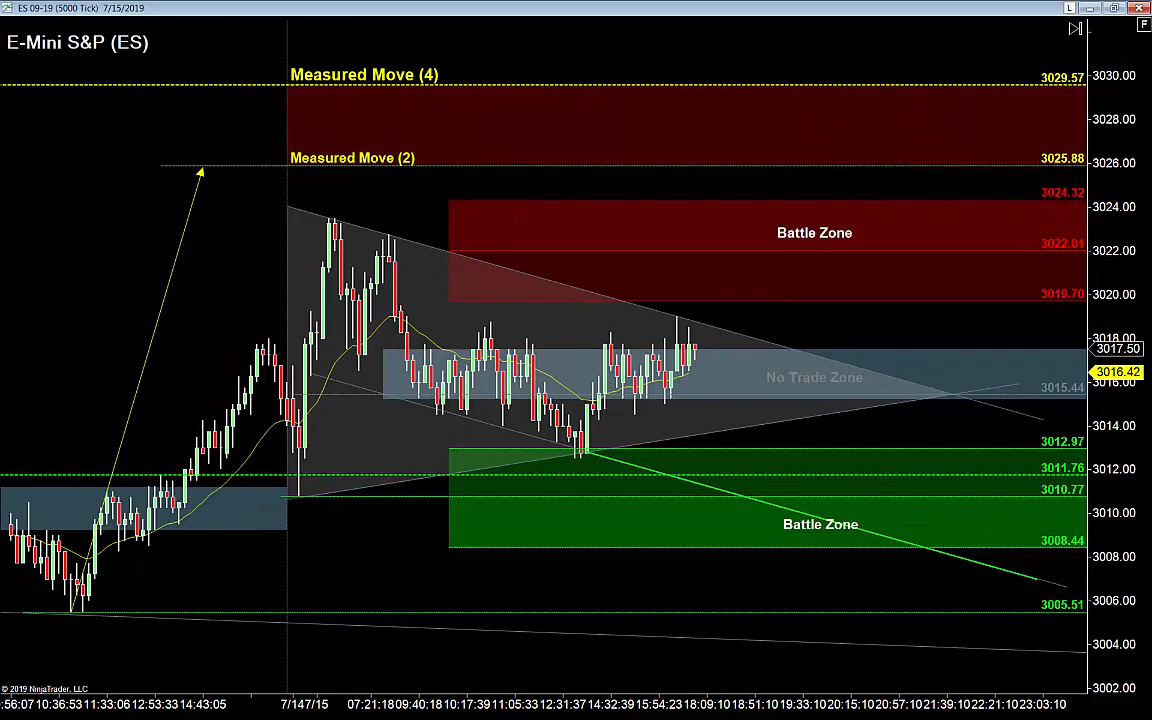 ES 09-19 (5000 Tick) 7/15/2019
L
F
E-Mini S&P (ES)
Measured Move (4)
3029.57
3030.00
3028.00
Measured Move (2)
3025.88
3026.00
3024.32
3024.00
Battle Zone
3022.01
3022.00
3019.70
3020.00
3018.00
3017.50
No Trade Zone
3016.42
3016.00
3015.44
3014.00
3012.97
3011.76
3012.00
3010.77
3010.00
Battle Zone
3008.44
3008.00
3006.00
3005.51
3004.00
3002.00
© 2019 NinjaTrader, LLC
:56:07 10:36:53 11:33:06 12:53:33 14:43:05 7/147/15 07:21:18 09:40:18 10:17:39 11:05:33 12:31:37 14:32:39 15:54:23 18:09:10 18:51:10 19:33:10 20:15:10 20:57:10 21:39:10 22:21:10 23:03:10